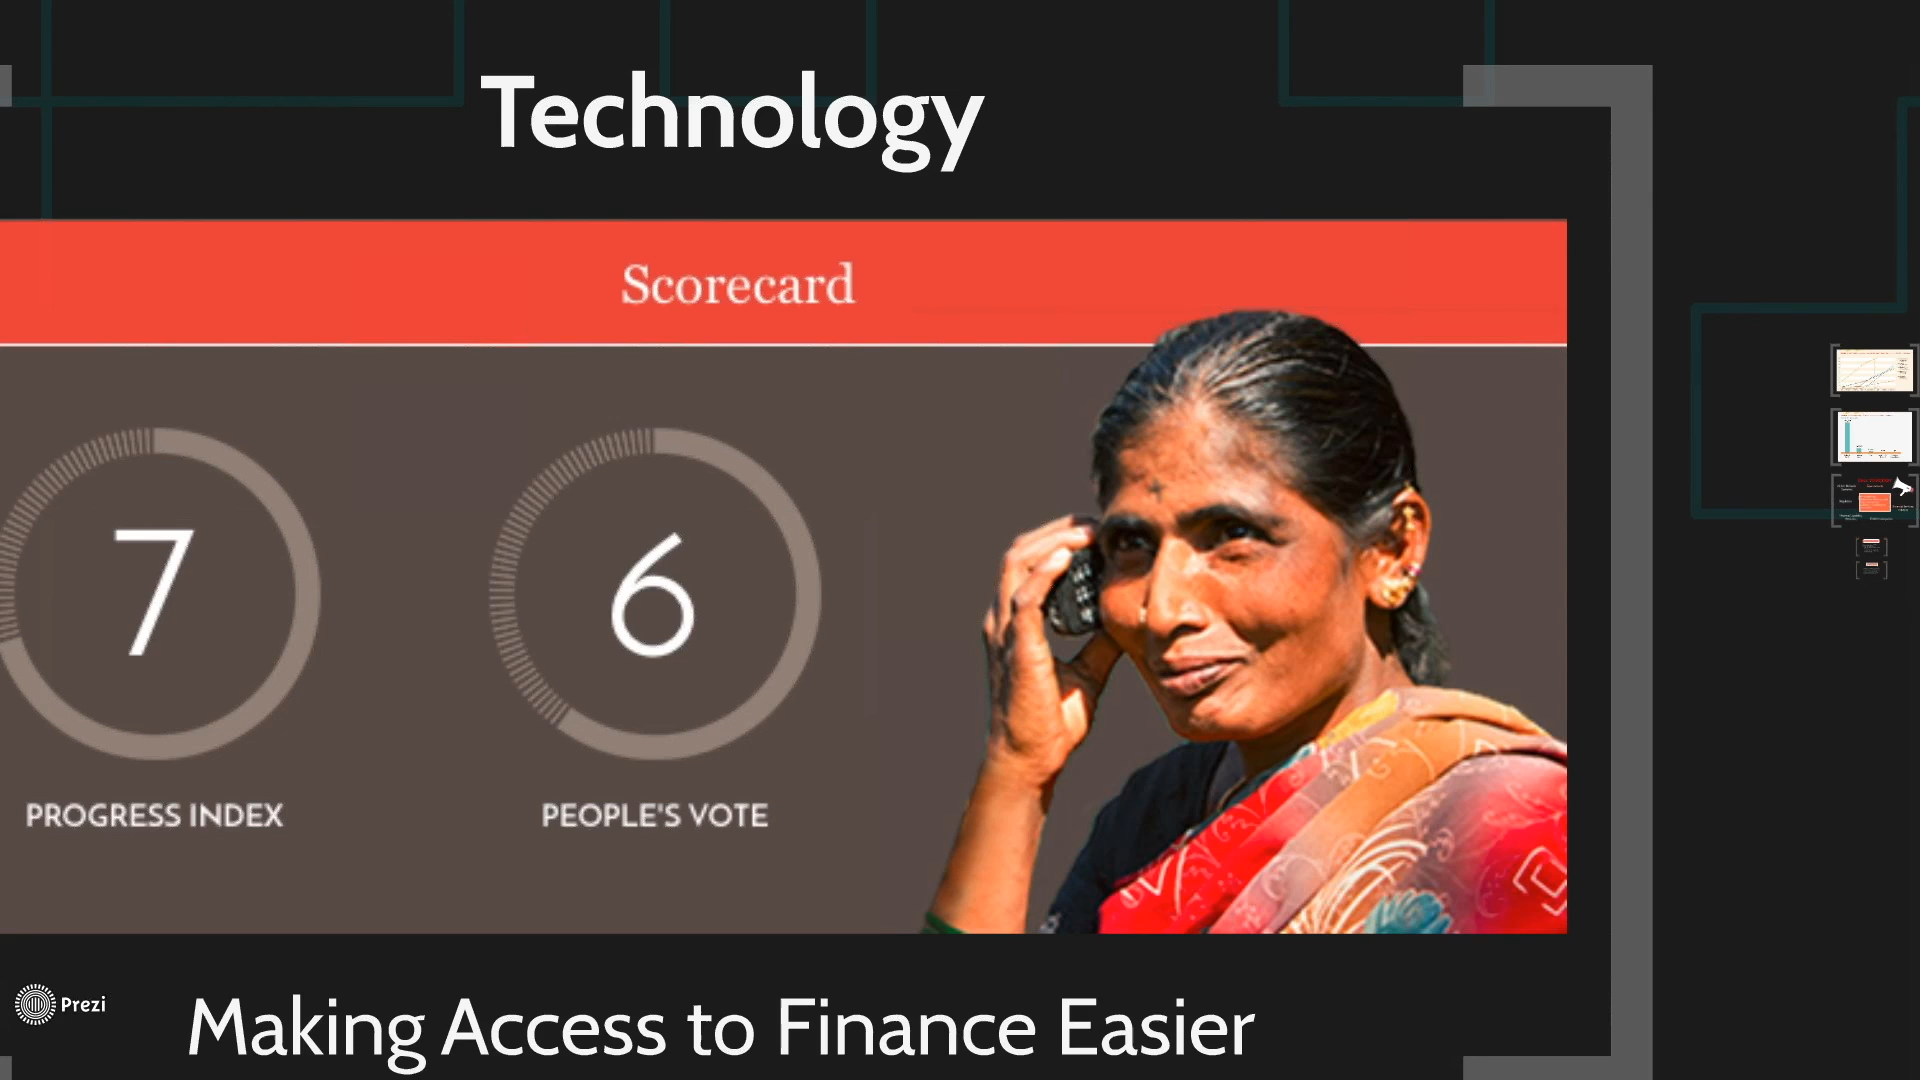 Technology
Scorecard
7
6
PROGRESS INDEX
PEOPLE'S VOTE
Prezi
Making Access to Finance Easier